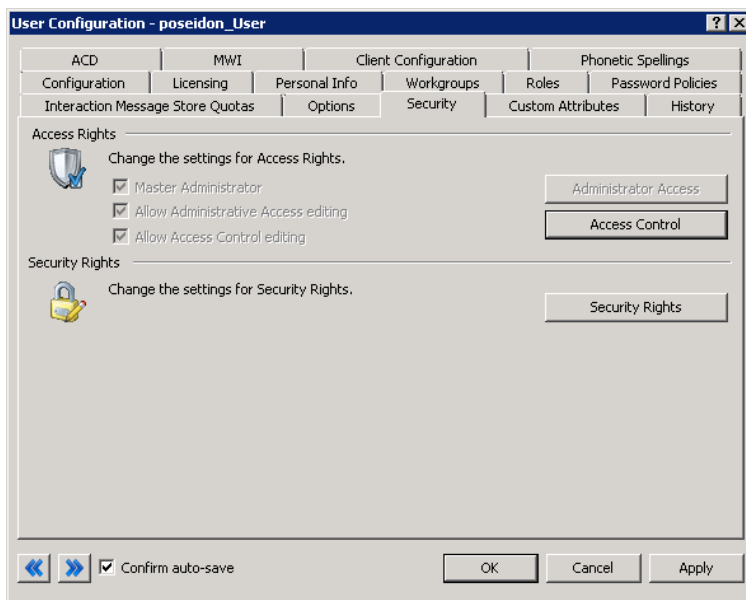 User Configuration - poseidon_User
ACD MWI Client Configuration Phonetic Spellings
Configuration Licensing Personal Info Workgroups Roles Password Policies
Interaction Message Store Quotas Options Security Custom Attributes History
Access Rights
Change the settings for Access Rights.
Master Administrator Administrator Access
Allow Administrative Access editing
Access Control
Allow Access Control editing
Security Rights
Change the settings for Security Rights.
Security Rights
Confirm auto-save OK Cancel Apply